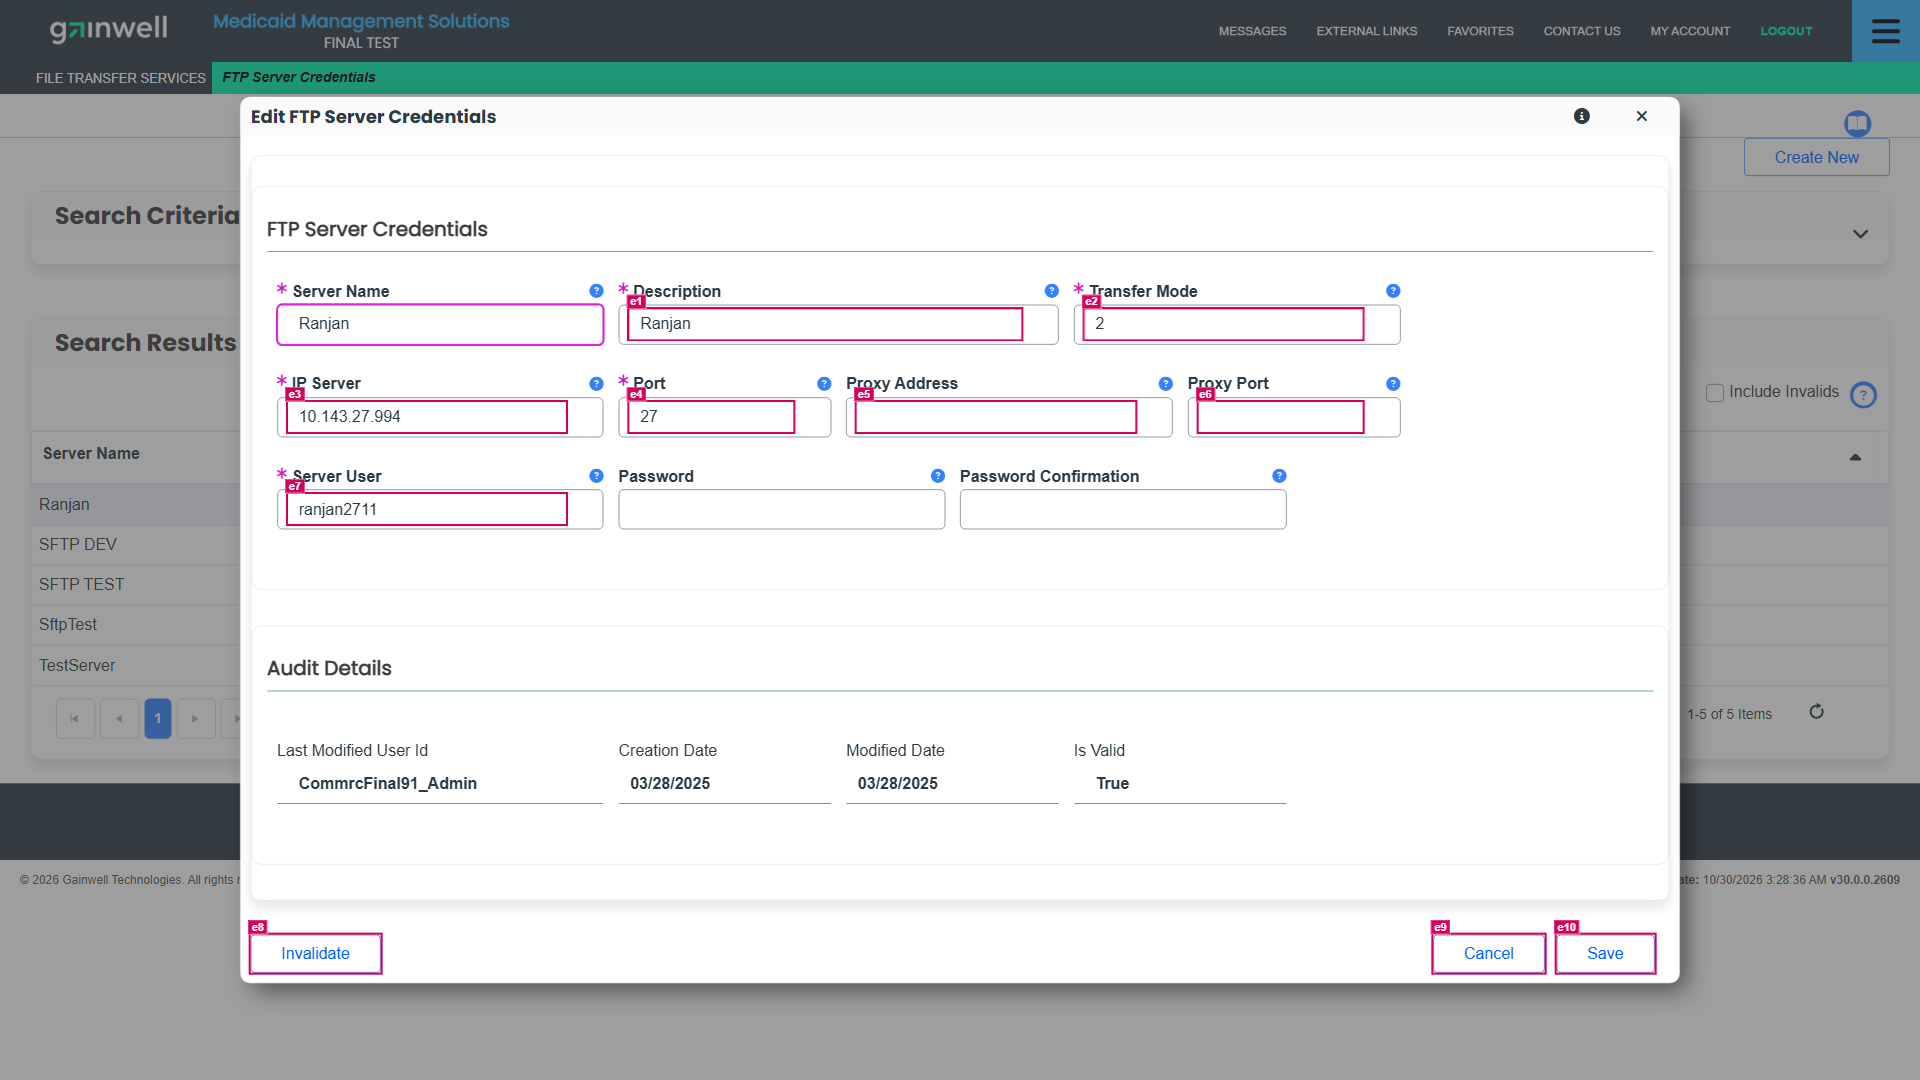 gainwell
Medicaid Management Solutions
FINAL TEST
MESSAGES
EXTERNAL LINKS
FAVORITES
CONTACT US
MY ACCOUNT
LOGOUT
FILE TRANSFER SERVICES
FTP Server Credentials
Edit FTP Server Credentials
Create New
Search Criteria
FTP Server Credentials
* Server Name
* Description
* Transfer Mode
e1
e2
Ranjan
Ranjan
2
Search Results
* IP Server
* Port
Proxy Address
Proxy Port
e3
e4
e5
e6
10.143.27.994
27
Include Invalids
Server Name
* Server User
Password
Password Confirmation
e7
ranjan2711
Ranjan
SFTP DEV
SFTP TEST
SftpTest
TestServer
1
1-5 of 5 Items
Audit Details
Last Modified User Id
Creation Date
Modified Date
Is Valid
CommrcFinal91_Admin
03/28/2025
03/28/2025
True
© 2026 Gainwell Technologies. All rights
ate: 10/30/2026 3:28:36 AM v30.0.0.2609
e8
Invalidate
e9
Cancel
e10
Save